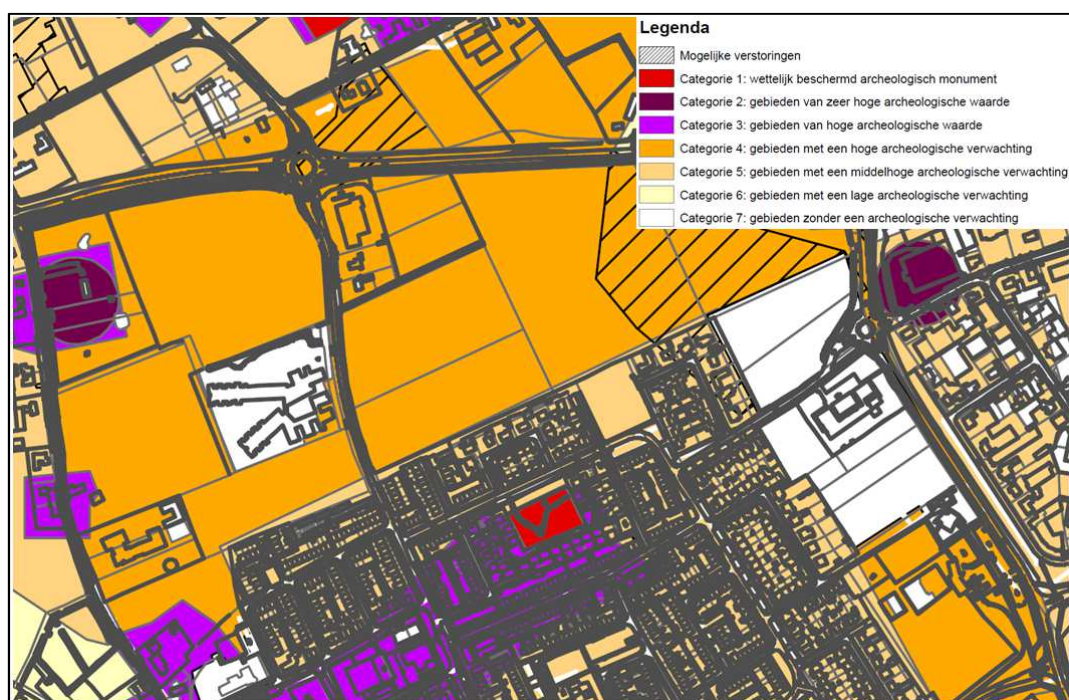 Legenda
Mogelijke verstoringen
Categorie 1: wettelijk beschermd archeologisch monument
Categorie 2: gebieden van zeer hoge archeologische waarde
Categorie 3: gebieden van hoge archeologische waarde
Categorie 4: gebieden met een hoge archeologische verwachting
Categorie 5: gebieden met een middelhoge archeologische verwachting
Categorie 6: gebieden met een lage archeologische verwachting
Categorie 7: gebieden zonder een archeologische verwachting